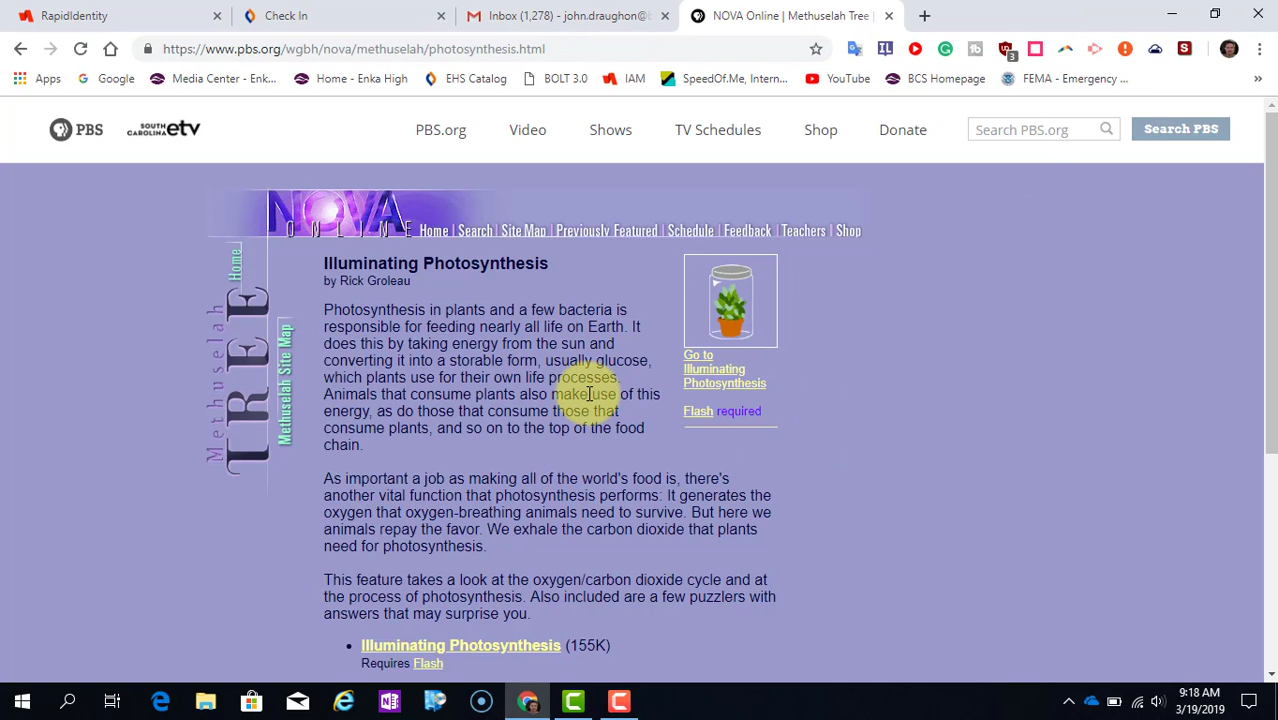 RapidIdentity
Check In
Inbox (1,278) - john.draughon@b
NOVA Online | Methuselah Tree |
https://www.pbs.org/wgbh/nova/methuselah/photosynthesis.html
Apps
Google
Media Center - Enk...
Home - Enka High
EHS Catalog
BOLT 3.0
IAM
SpeedOf.Me, Intern...
YouTube
BCS Homepage
FEMA - Emergency ...
PBS
SOUTH CAROLINA etv
PBS.org
Video
Shows
TV Schedules
Shop
Donate
Search PBS.org
Search PBS
NOVA
ONLINE
Home | Search | Site Map | Previously Featured | Schedule | Feedback | Teachers | Shop
Home
Methuselah
TREE
Methuselah Site Map
Illuminating Photosynthesis
by Rick Groleau
Photosynthesis in plants and a few bacteria is
responsible for feeding nearly all life on Earth. It
does this by taking energy from the sun and
converting it into a storable form, usually glucose,
which plants use for their own life processes.
Animals that consume plants also make use of this
energy, as do those that consume those that
consume plants, and so on to the top of the food
chain.
Go to
Illuminating
Photosynthesis
Flash required
As important a job as making all of the world's food is, there's
another vital function that photosynthesis performs: It generates the
oxygen that oxygen-breathing animals need to survive. But here we
animals repay the favor. We exhale the carbon dioxide that plants
need for photosynthesis.
This feature takes a look at the oxygen/carbon dioxide cycle and at
the process of photosynthesis. Also included are a few puzzlers with
answers that may surprise you.
• Illuminating Photosynthesis (155K)
Requires Flash
9:18 AM
3/19/2019